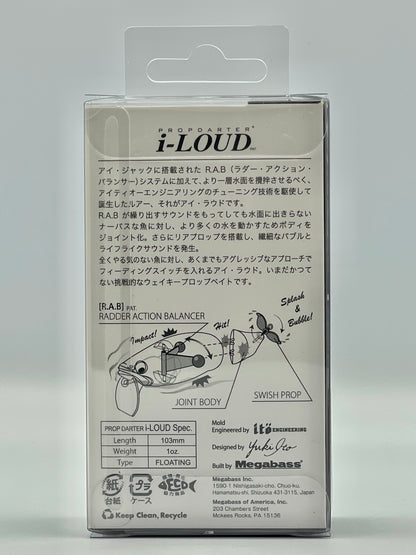 PROPDARTER®
i-LOUD INC.
アイ・ジャックに搭載された R.A.B（ラダー・アクション・
バランサー）システムに加えて、より一層水面を攪拌させるべく、
アイティオーエンジニアリングのチューニング技術を駆使して
誕生したルアー、それがアイ・ラウドです。
R.A.B が繰り出すサウンドをもってしても水面に出きらない
ナーバスな魚に対し、より多くの水を動かすためボディを
ジョイント化。さらにリアプロップを搭載し、繊細なバブルと
ライフライクサウンドを発生。
全くやる気のない魚に対し、あくまでもアグレッシブなアプローチで
フィーディングスイッチを入れるアイ・ラウド。いまだかつて
ない挑戦的なウェイキープロップベイトです。
[R.A.B] PAT.
RADDER ACTION BALANCER
Impact!
Hit!
Splash
&
Bubble!
JOINT BODY
SWISH PROP
PROP DARTER i-LOUD Spec.
Length 103mm
Weight 1oz.
Type FLOATING
Mold
Engineered by itö ENGINEERING
Designed by Yuki Ito
Built by Megabass®
紙 プラ
台紙 ケース
FECO
Keep Clean, Recycle
Megabass Inc.
1590-1 Nishigasaki-cho, Chuo-ku,
Hamamatsu-shi, Shizuoka 431-3115, Japan
Megabass of America, Inc.
203 Chambers Street
Mckees Rocks, PA 15136